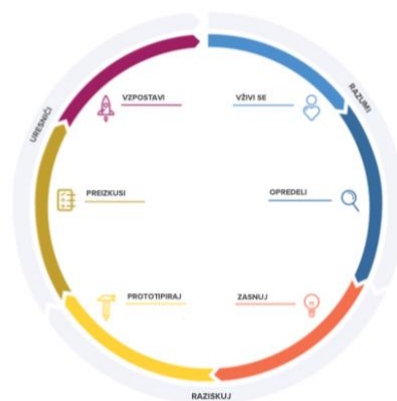 VZPOSTAVI
VŽIVI SE
RAZUMI
URESNIČI
PREIZKUSI
OPREDELI
PROTOTIPIRAJ
ZASNUJ
RAZISKUJ